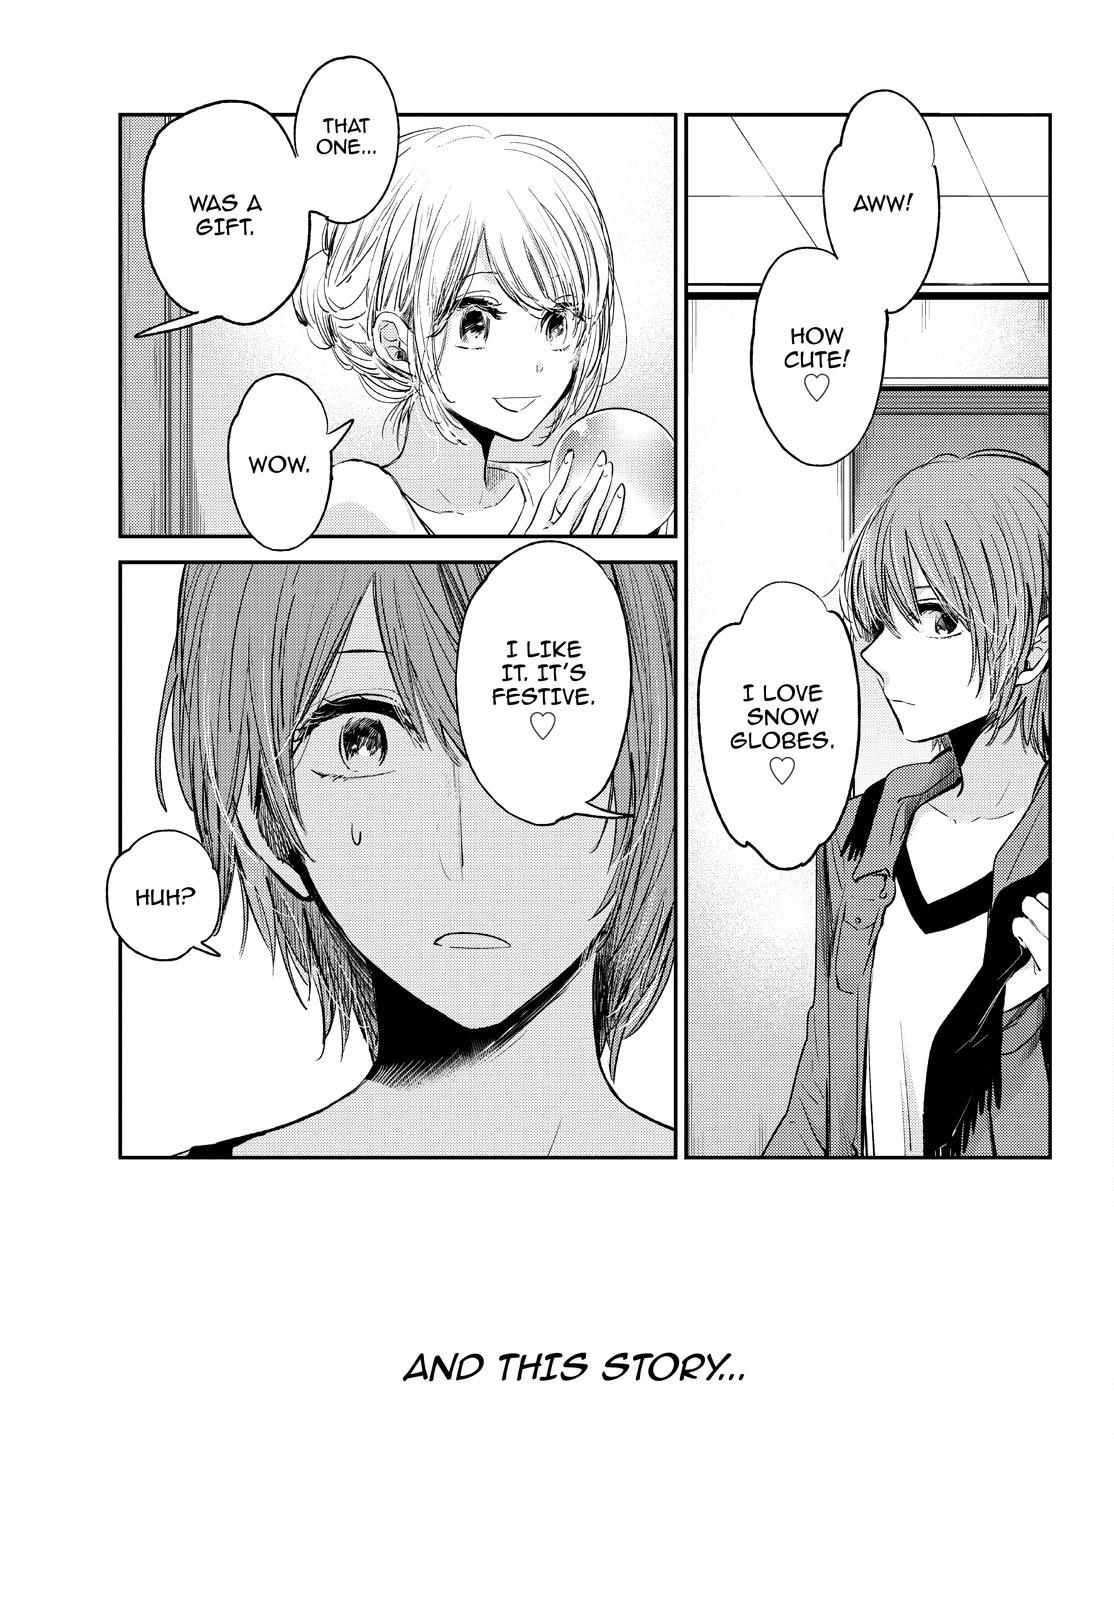 AWW!
HOW
CUTE!
♡
I LOVE
SNOW
GLOBES.
♡
THAT
ONE...
WAS A
GIFT.
WOW.
I LIKE
IT. IT'S
FESTIVE.
♡
HUH?
AND THIS STORY...